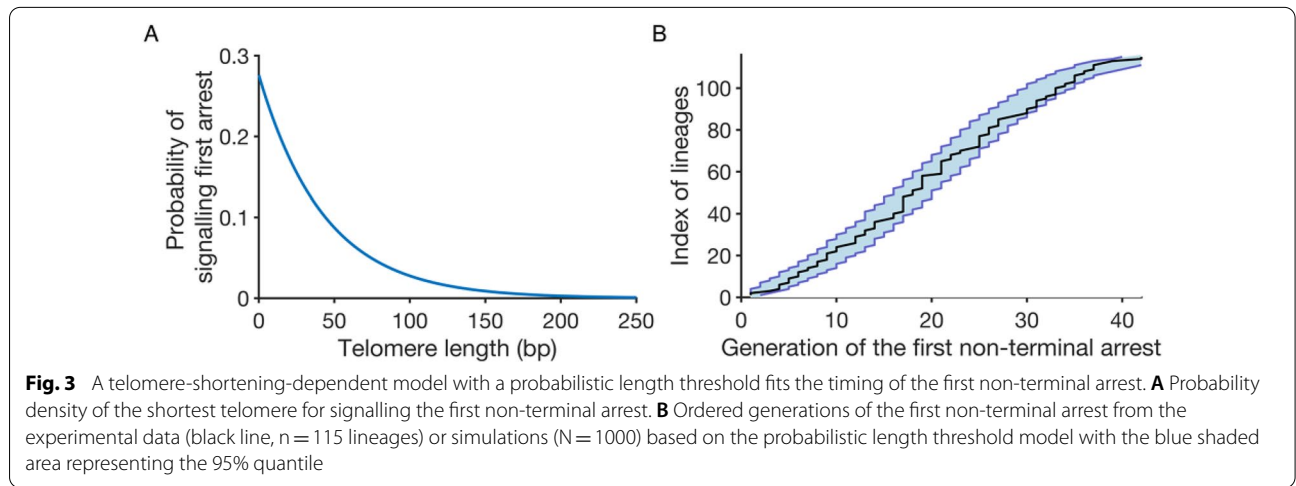 A
B
Probability of
signalling first arrest
0.3
0.2
0.1
0
0
50
100
150
200
250
Telomere length (bp)
Index of lineages
100
80
60
40
20
0
0
10
20
30
40
Generation of the first non-terminal arrest
Fig. 3 A telomere-shortening-dependent model with a probabilistic length threshold fits the timing of the first non-terminal arrest. A Probability
density of the shortest telomere for signalling the first non-terminal arrest. B Ordered generations of the first non-terminal arrest from the
experimental data (black line, n = 115 lineages) or simulations (N = 1000) based on the probabilistic length threshold model with the blue shaded
area representing the 95% quantile